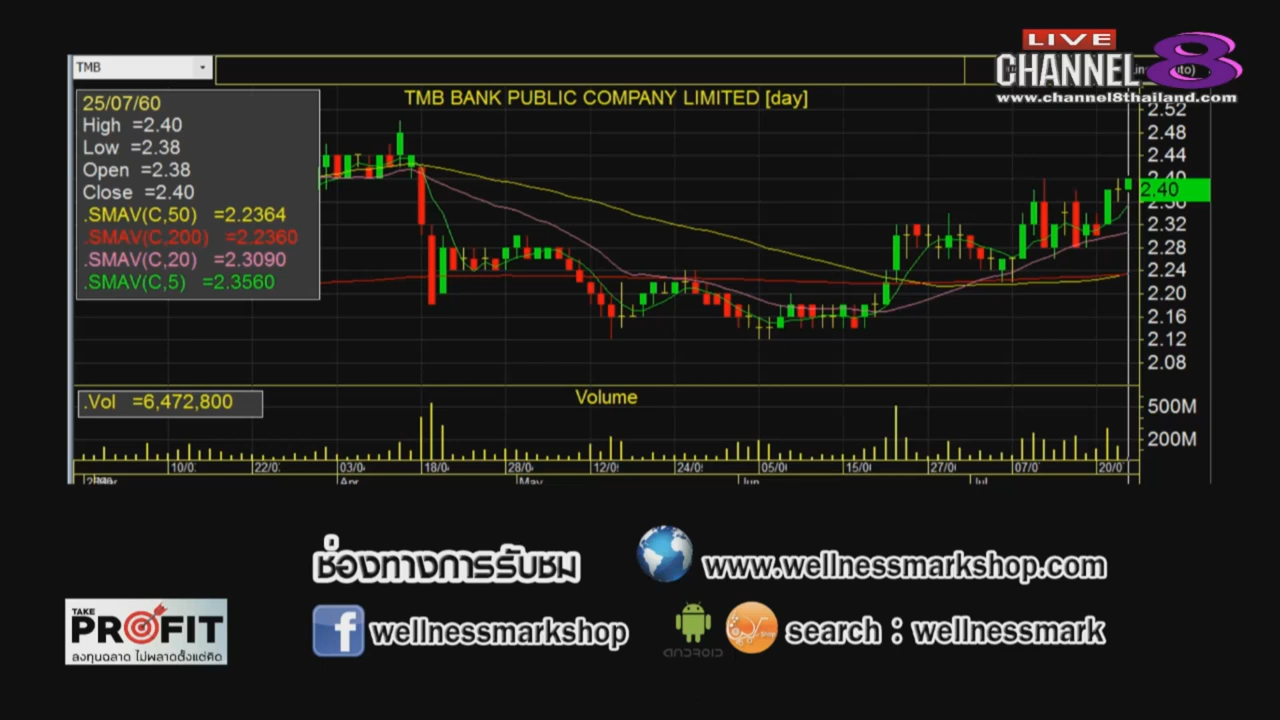 LIVE
CHANNEL 8
www.channel8thailand.com
TMB
TMB BANK PUBLIC COMPANY LIMITED [day]
25/07/60
High =2.40
Low =2.38
Open =2.38
Close =2.40
.SMAV(C,50) =2.2364
.SMAV(C,200) =2.2360
.SMAV(C,20) =2.3090
.SMAV(C,5) =2.3560
2.52
2.48
2.44
2.40
2.40
2.36
2.32
2.28
2.24
2.20
2.16
2.12
2.08
.Vol =6,472,800
Volume
500M
200M
10/0 22/0 03/0 18/0 28/0 12/0 24/0 05/0 15/0 27/0 07/0 20/0
Apr May Jun Jul
ช่องทางการรับชม
www.wellnessmarkshop.com
wellnessmarkshop
ANDROID
search : wellnessmark
TAKE
PROFIT
ลงทุนฉลาด ไม่พลาดตั้งแต่คิด